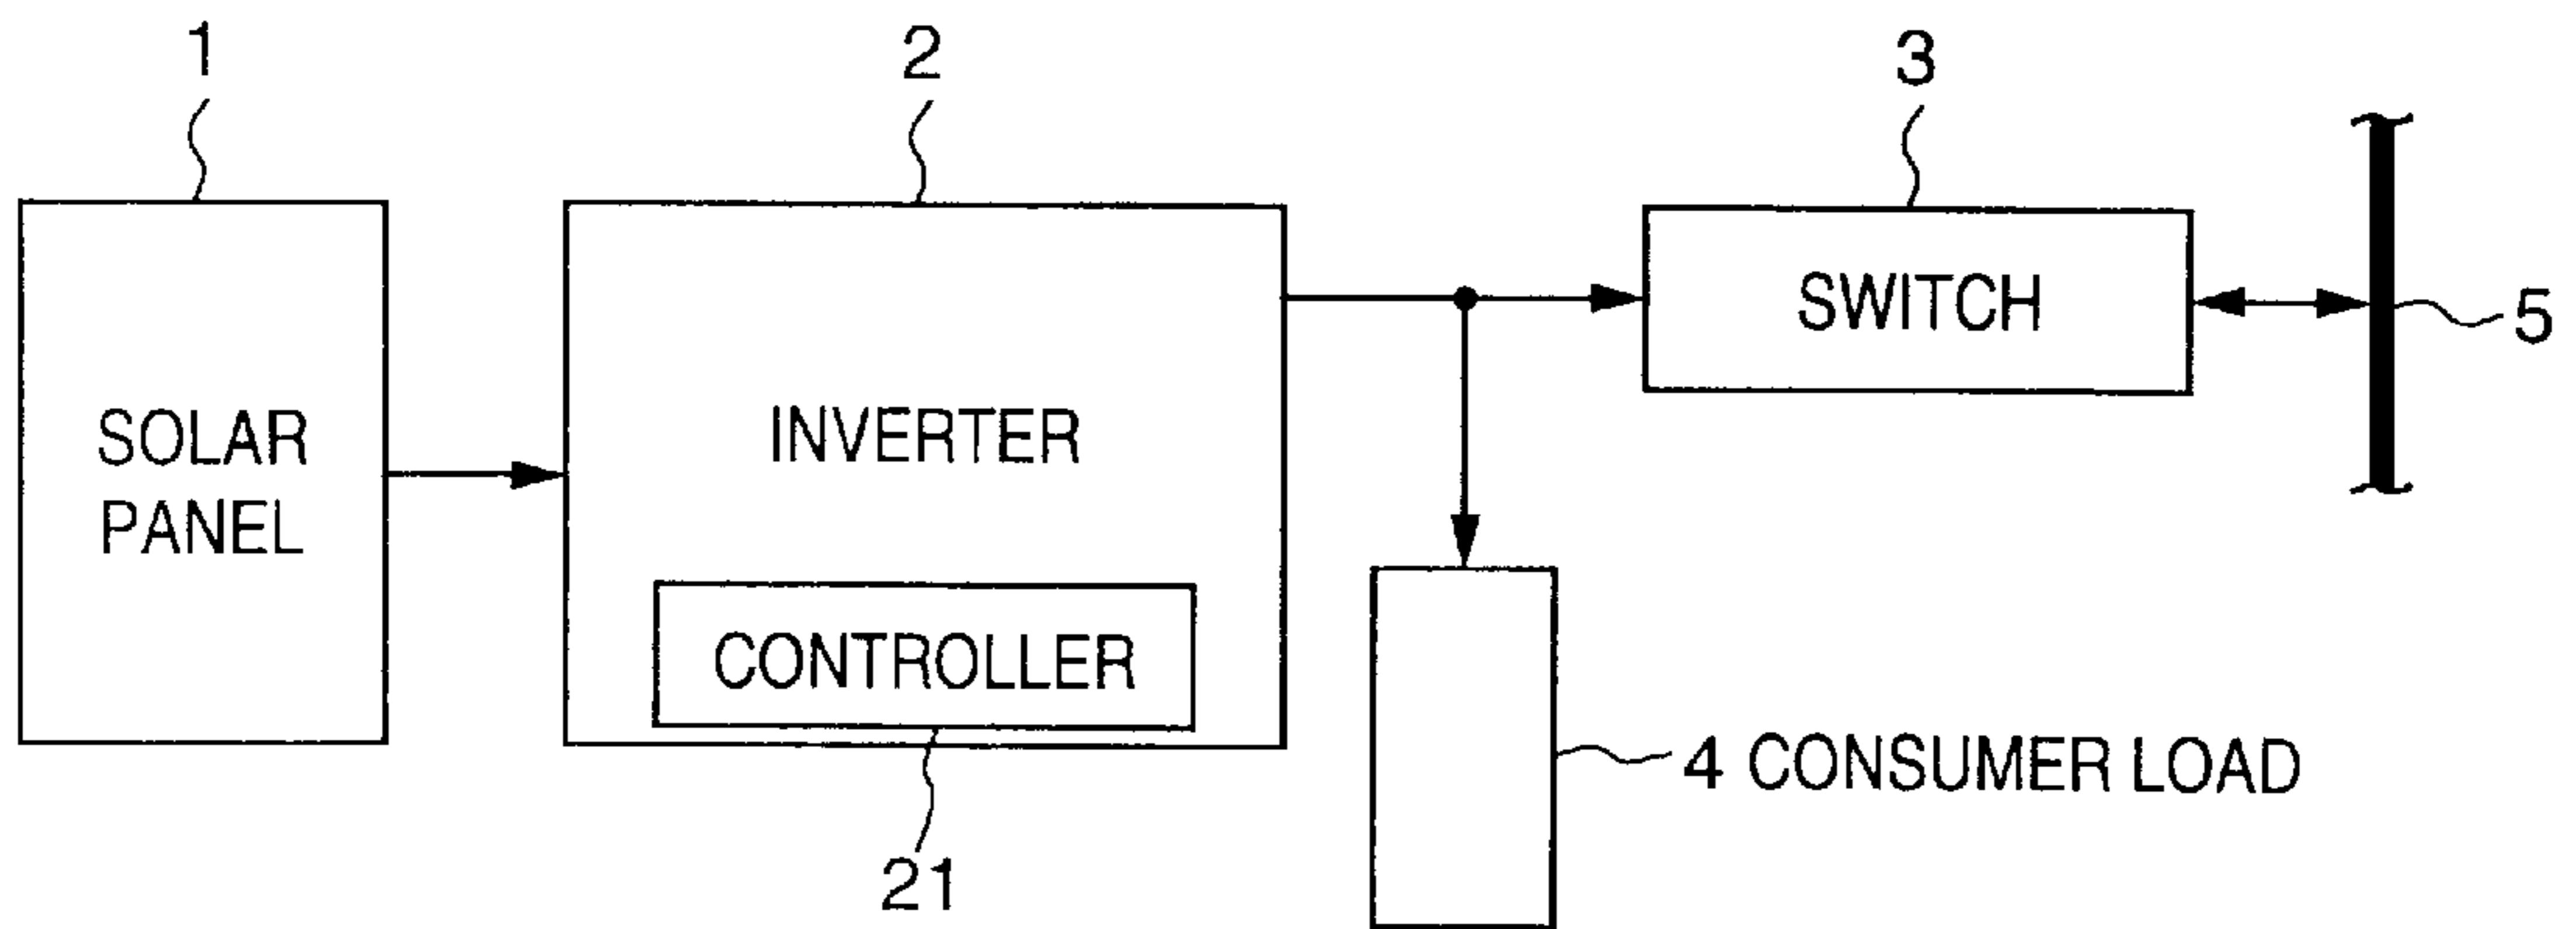 1
2
3
SOLAR
PANEL
INVERTER
SWITCH
5
CONTROLLER
4 CONSUMER LOAD
21